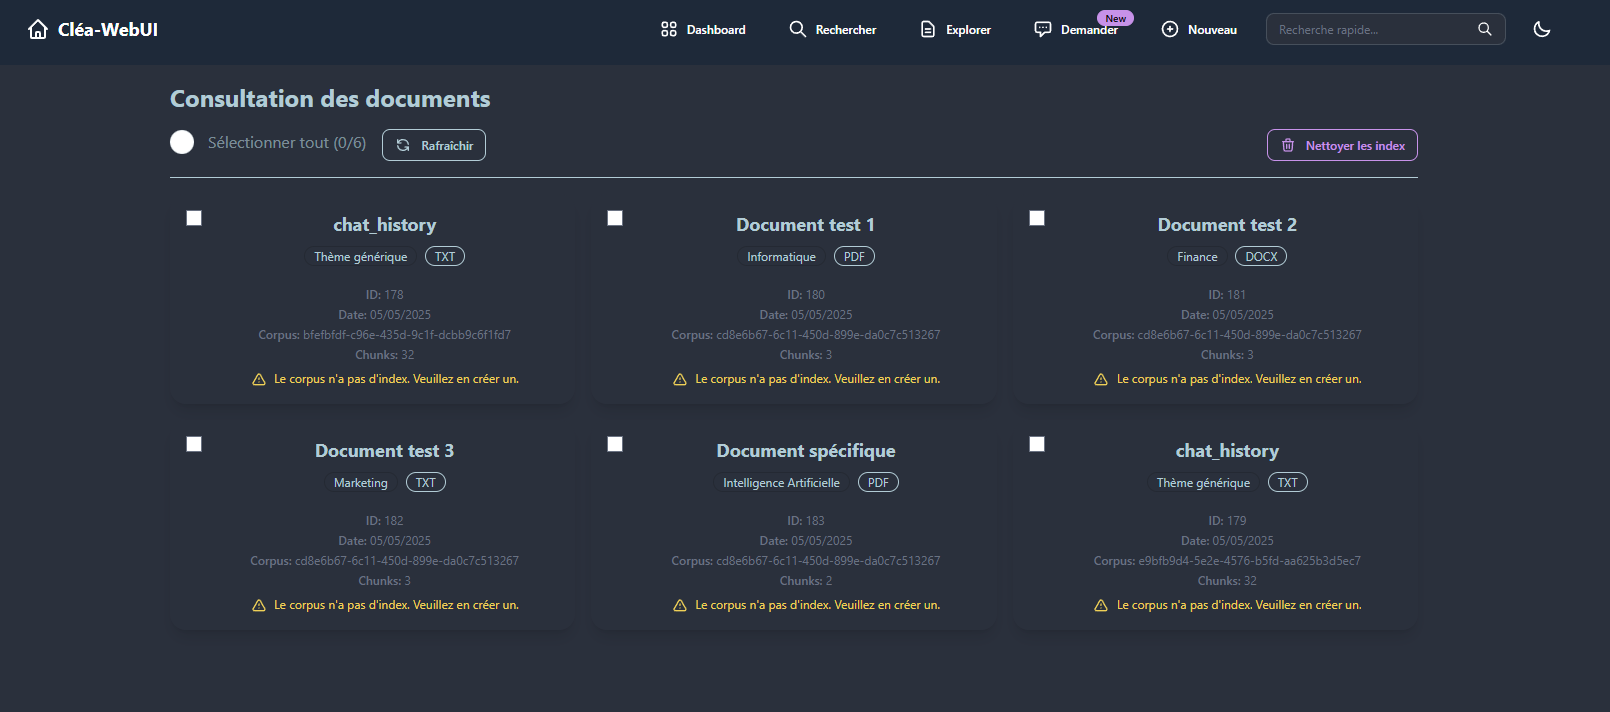 Cléa-WebUI
Dashboard
Rechercher
Explorer
Demander
New
Nouveau
Recherche rapide...
Consultation des documents
Sélectionner tout (0/6)
Rafraîchir
Nettoyer les index
chat_history
Thème générique TXT
ID: 178
Date: 05/05/2025
Corpus: bfefbfdf-c96e-435d-9c1f-dcbb9c6f1fd7
Chunks: 32
Le corpus n'a pas d'index. Veuillez en créer un.
Document test 1
Informatique PDF
ID: 180
Date: 05/05/2025
Corpus: cd8e6b67-6c11-450d-899e-da0c7c513267
Chunks: 3
Le corpus n'a pas d'index. Veuillez en créer un.
Document test 2
Finance DOCX
ID: 181
Date: 05/05/2025
Corpus: cd8e6b67-6c11-450d-899e-da0c7c513267
Chunks: 3
Le corpus n'a pas d'index. Veuillez en créer un.
Document test 3
Marketing TXT
ID: 182
Date: 05/05/2025
Corpus: cd8e6b67-6c11-450d-899e-da0c7c513267
Chunks: 3
Le corpus n'a pas d'index. Veuillez en créer un.
Document spécifique
Intelligence Artificielle PDF
ID: 183
Date: 05/05/2025
Corpus: cd8e6b67-6c11-450d-899e-da0c7c513267
Chunks: 2
Le corpus n'a pas d'index. Veuillez en créer un.
chat_history
Thème générique TXT
ID: 179
Date: 05/05/2025
Corpus: e9bfb9d4-5e2e-4576-b5fd-aa625b3d5ec7
Chunks: 32
Le corpus n'a pas d'index. Veuillez en créer un.